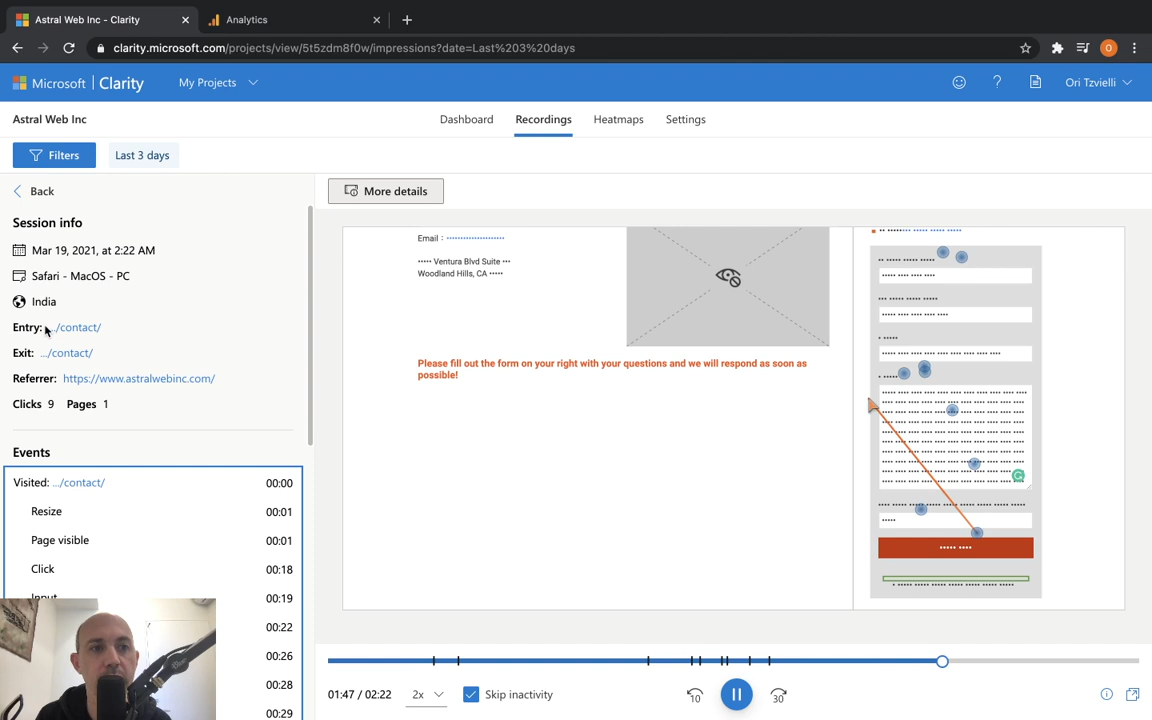 Astral Web Inc - Clarity
Analytics
clarity.microsoft.com/projects/view/5t5zdm8f0w/impressions?date=Last%203%20days
O
Microsoft | Clarity
My Projects
Ori Tzvielli
Astral Web Inc
Dashboard
Recordings
Heatmaps
Settings
Filters
Last 3 days
Back
More details
Session info
Mar 19, 2021, at 2:22 AM
Safari - MacOS - PC
India
Entry: .../contact/
Exit: .../contact/
Referrer: https://www.astralwebinc.com/
Clicks 9 Pages 1
Events
Visited: .../contact/ 00:00
Resize 00:01
Page visible 00:01
Click 00:18
Input 00:19
00:22
00:26
00:28
00:29
Email :
Ventura Blvd Suite
Woodland Hills, CA
Please fill out the form on your right with your questions and we will respond as soon as
possible!
01:47 / 02:22
2x
Skip inactivity
10
30